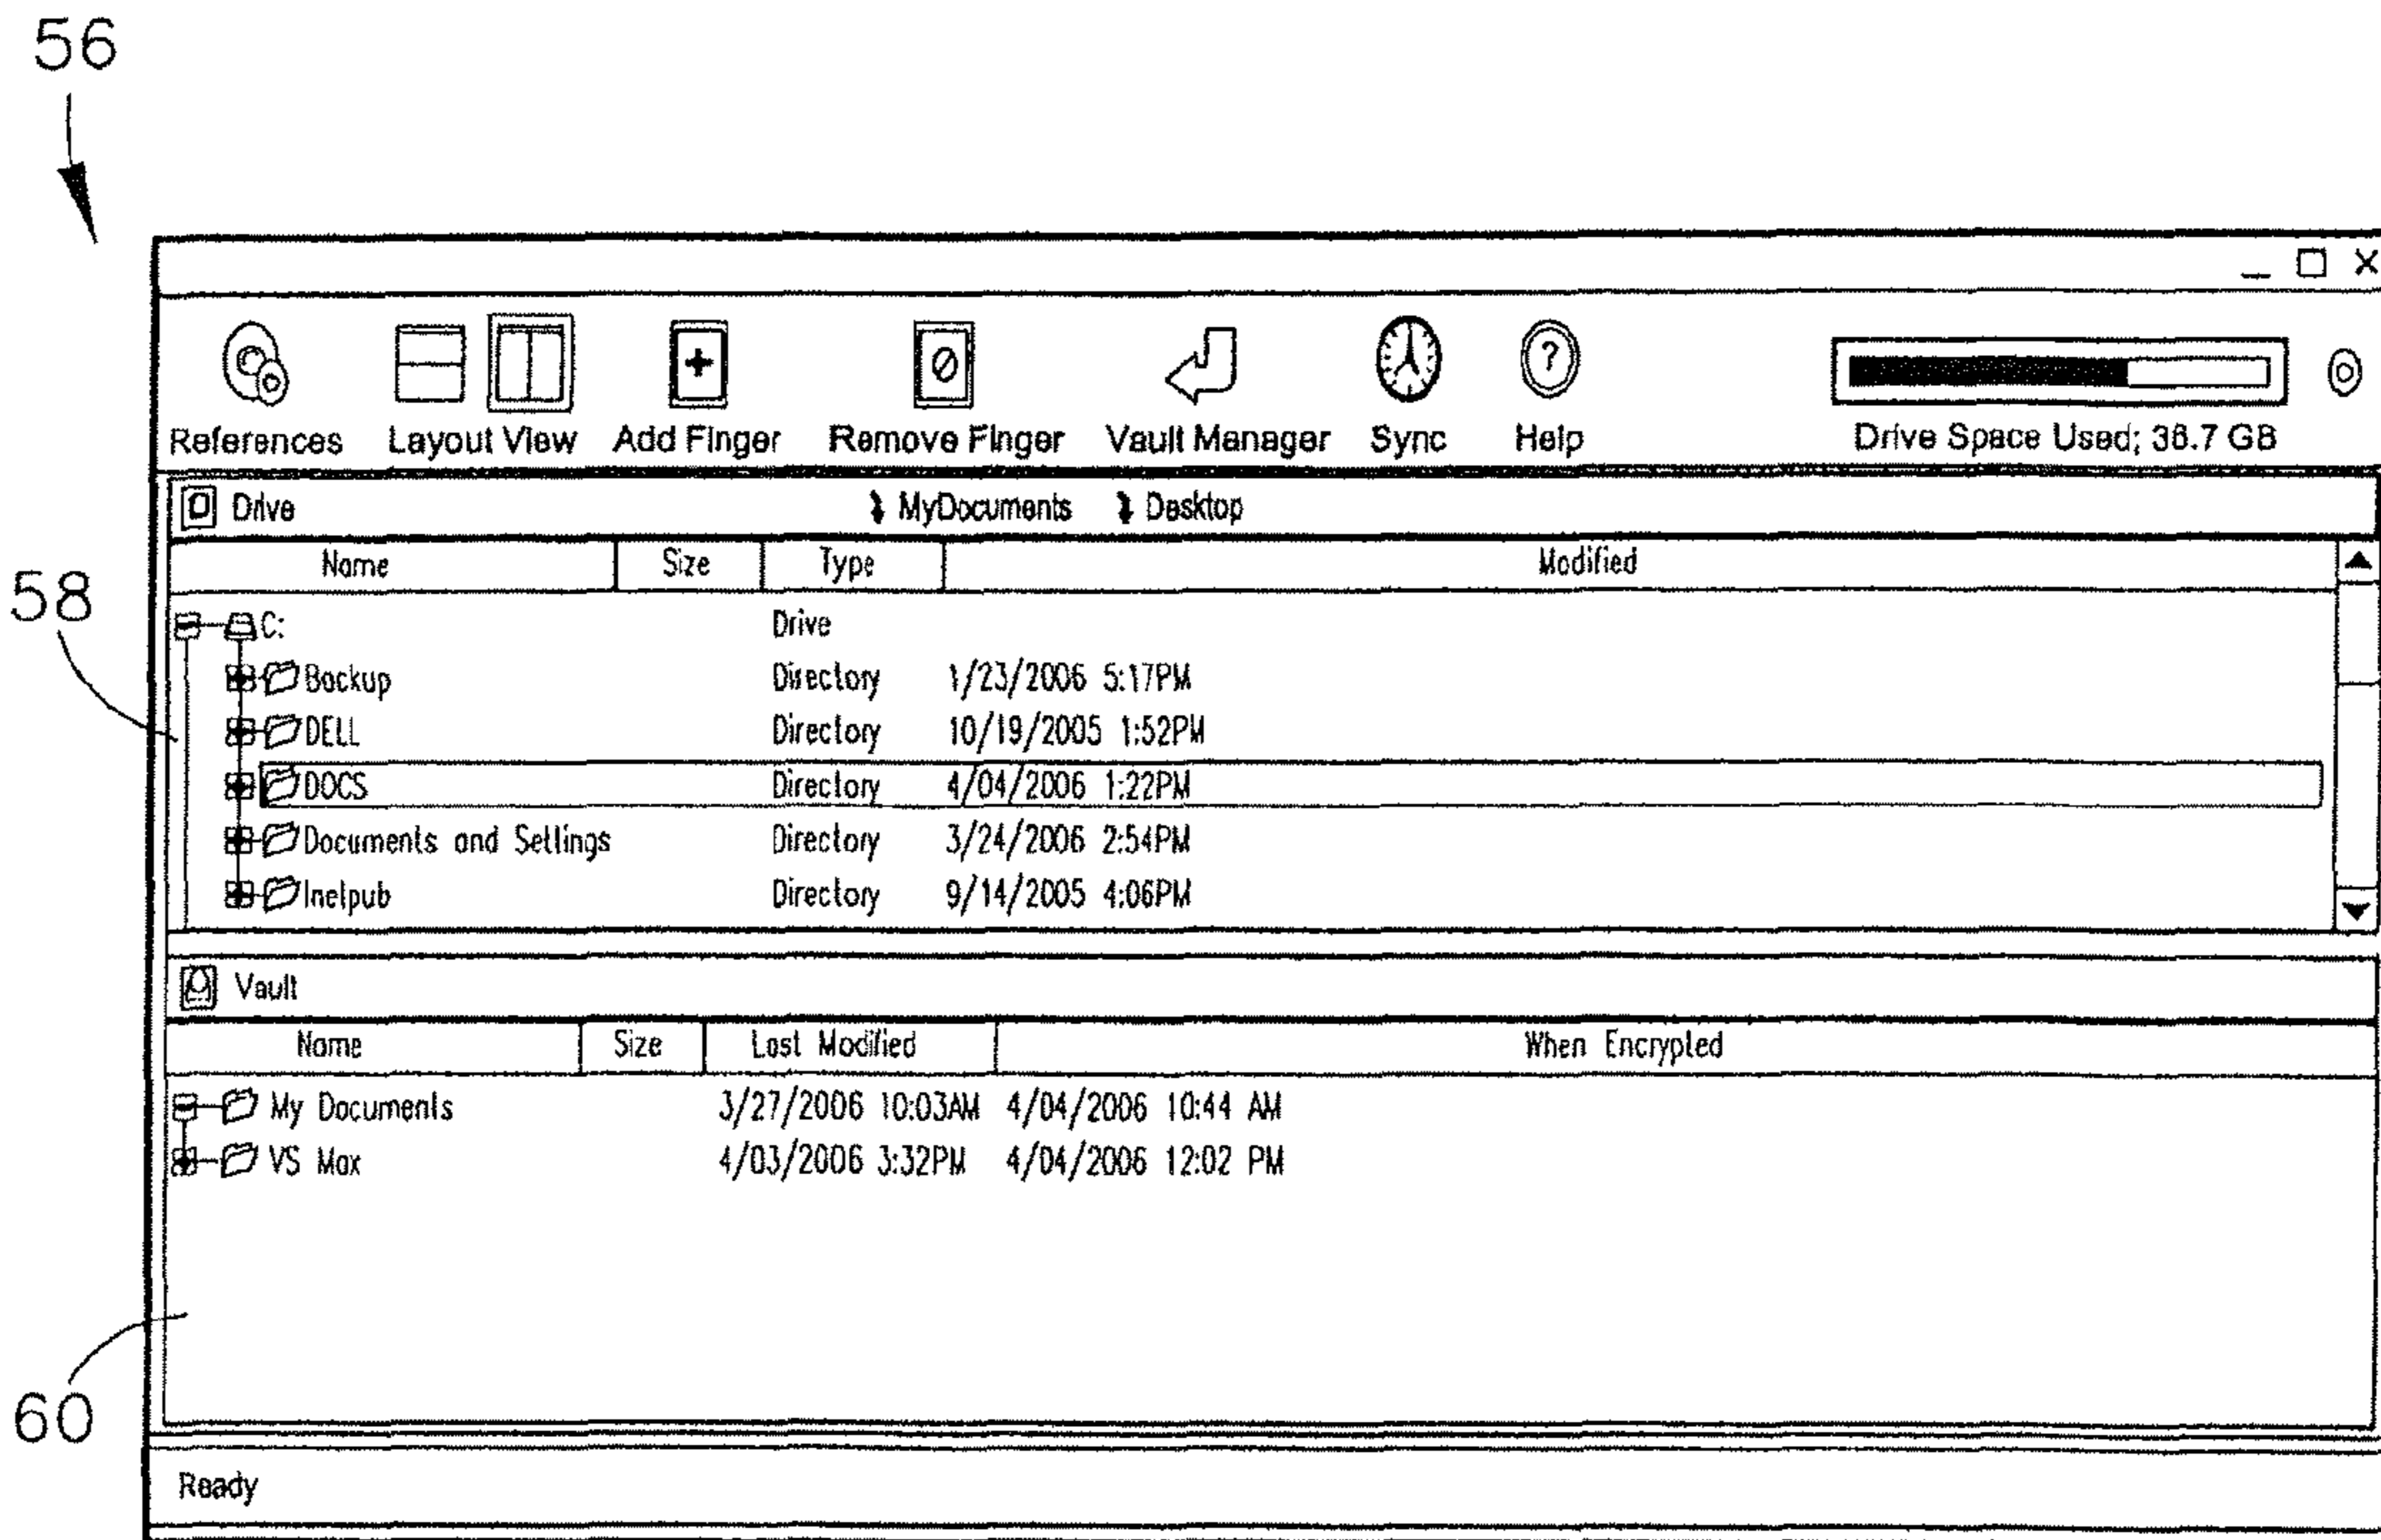 56
References Layout View Add Finger Remove Finger Vault Manager Sync Help Drive Space Used; 36.7 GB
Drive MyDocuments Desktop
Name Size Type Modified
58
C: Drive
Backup Directory 1/23/2006 5:17PM
DELL Directory 10/19/2005 1:52PM
DOCS Directory 4/04/2006 1:22PM
Documents and Settings Directory 3/24/2006 2:54PM
Inelpub Directory 9/14/2005 4:06PM
Vault
Name Size Last Modified When Encrypted
My Documents 3/27/2006 10:03AM 4/04/2006 10:44 AM
VS Max 4/03/2006 3:32PM 4/04/2006 12:02 PM
60
Ready